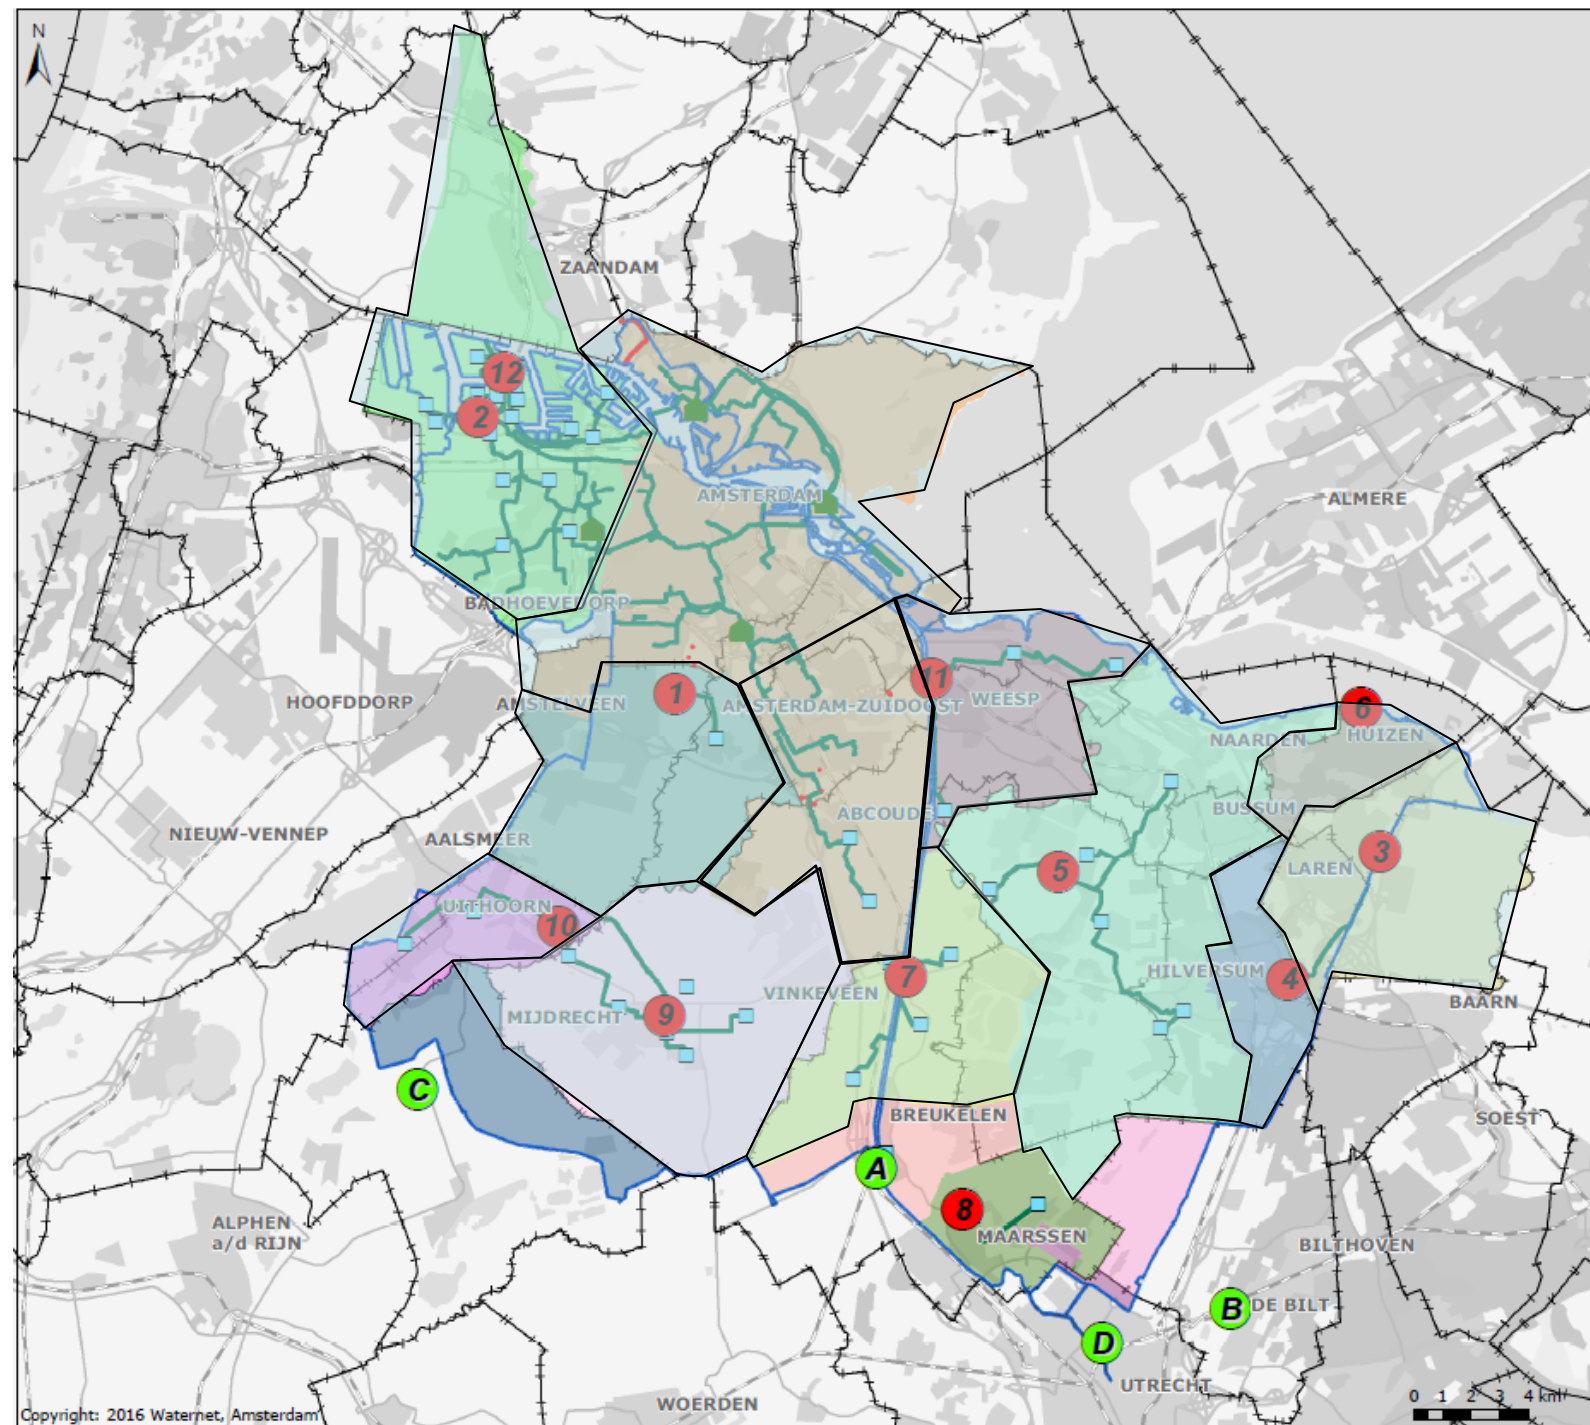 N
ZAANDAM
12
2
AMSTERDAM
ALMERE
BADHOEVEDORP
11
1
HOOFDDORP
AMSTELVEEN
AMSTERDAM-ZUIDOOST
WEESP
6
NAARDEN
HUIZEN
NIEUW-VENNEP
AALSMEER
ABCOUDE
BUSSUM
3
5
LAREN
UITHOORN
10
HILVERSUM
4
7
VINKEVEEN
BAARN
9
MIJDRECHT
C
BREUKELEN
SOEST
A
8
ALPHEN
a/d RIJN
MAARSSEN
BILTHOVEN
B
DE BILT
D
UTRECHT
WOERDEN
0 1 2 3 4 km
Copyright: 2016 Waternet, Amsterdam